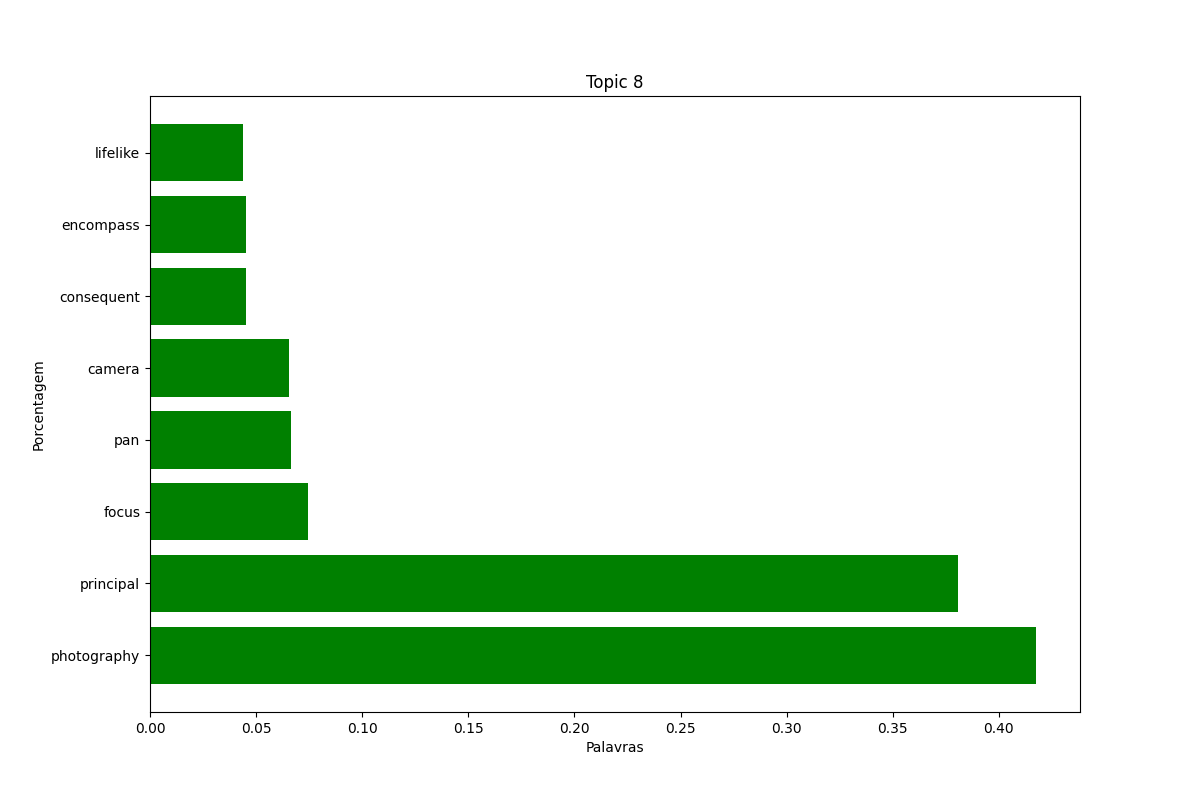 Topic 8
Porcentagem
lifelike
encompass
consequent
camera
pan
focus
principal
photography
0.00 0.05 0.10 0.15 0.20 0.25 0.30 0.35 0.40
Palavras